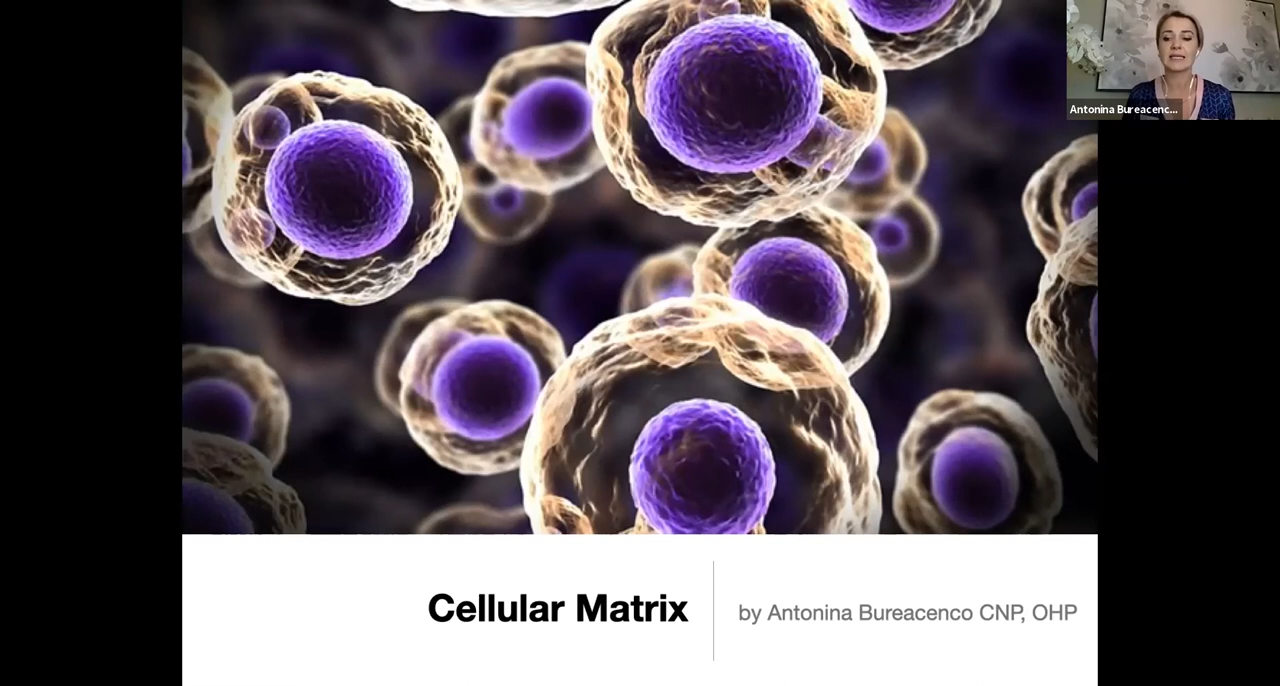 Antonina Bureacenc...
Cellular Matrix
by Antonina Bureacenco CNP, OHP